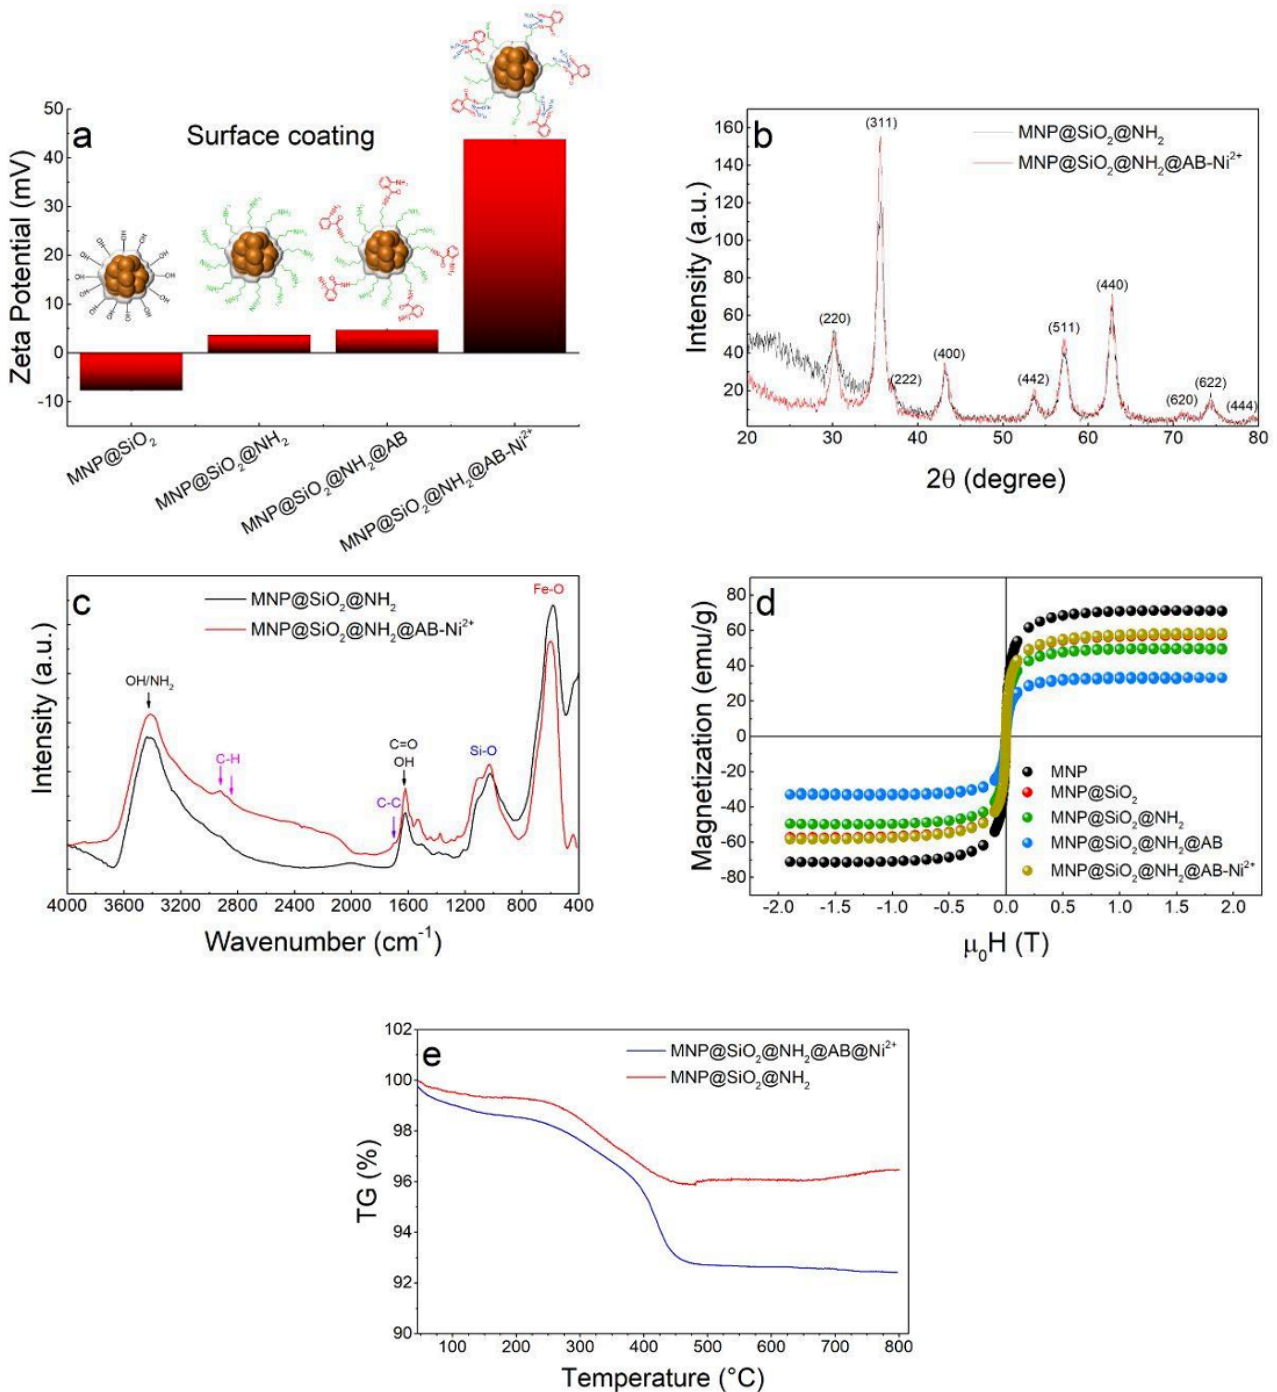 a
Surface coating
Zeta Potential (mV)
50
40
30
20
10
0
-10
MNP@SiO2
MNP@SiO2@NH2
MNP@SiO2@NH2@AB
MNP@SiO2@NH2@AB-Ni2+
b
MNP@SiO2@NH2
MNP@SiO2@NH2@AB-Ni2+
Intensity (a.u.)
160
140
120
100
80
60
40
20
(220)
(311)
(222)
(400)
(442)
(511)
(440)
(620)
(622)
(444)
20 30 40 50 60 70 80
2θ (degree)
c
MNP@SiO2@NH2
MNP@SiO2@NH2@AB-Ni2+
Intensity (a.u.)
OH/NH2
C-H
C=O
OH
C-C
Si-O
Fe-O
4000 3600 3200 2800 2400 2000 1600 1200 800 400
Wavenumber (cm-1)
d
Magnetization (emu/g)
80
60
40
20
0
-20
-40
-60
-80
MNP
MNP@SiO2
MNP@SiO2@NH2
MNP@SiO2@NH2@AB
MNP@SiO2@NH2@AB-Ni2+
-2.0 -1.5 -1.0 -0.5 0.0 0.5 1.0 1.5 2.0
μ0H (T)
e
MNP@SiO2@NH2@AB@Ni2+
MNP@SiO2@NH2
TG (%)
102
100
98
96
94
92
90
100 200 300 400 500 600 700 800
Temperature (°C)